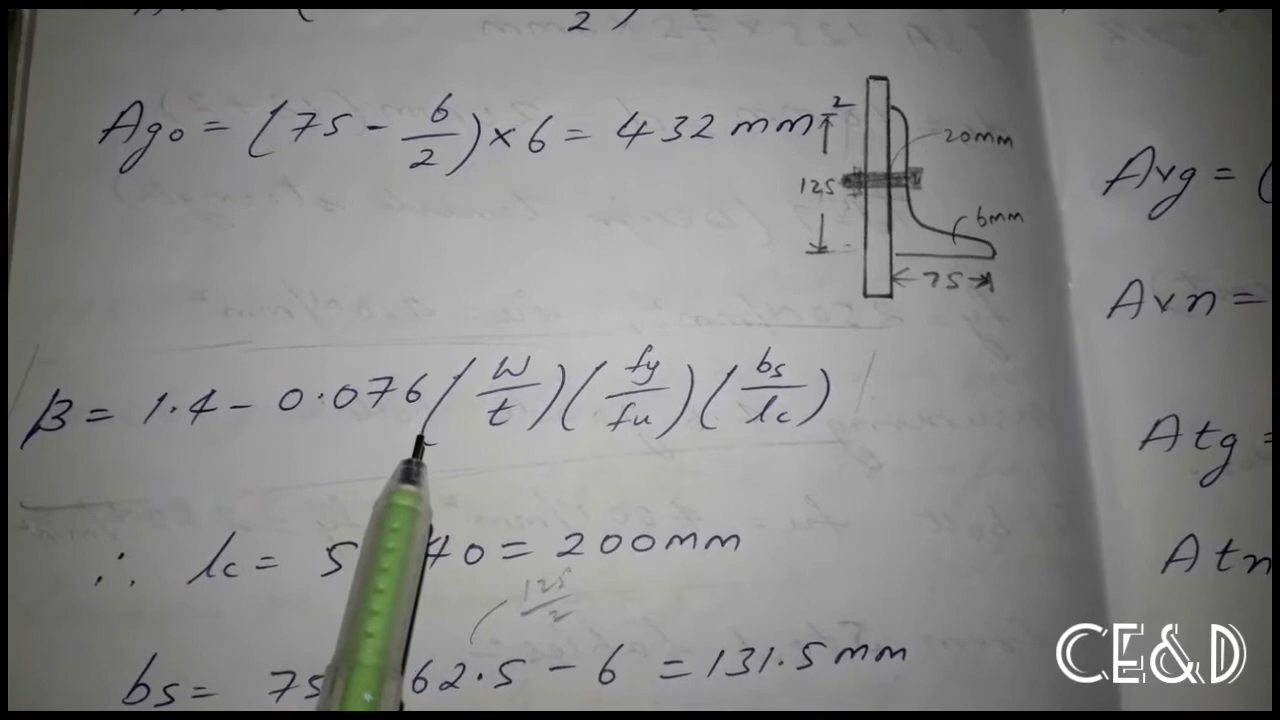 2
Ago = (75 - 6/2) × 6 = 432 mm²
20mm
125
6mm
75
β = 1.4 - 0.076 (w/t) (fy/fu) (bs/lc)
∴ lc = 5 40 = 200mm
125/2
bs = 75 62.5 - 6 = 131.5mm
Avg = (
Avn =
Atg =
Atn
CE&D